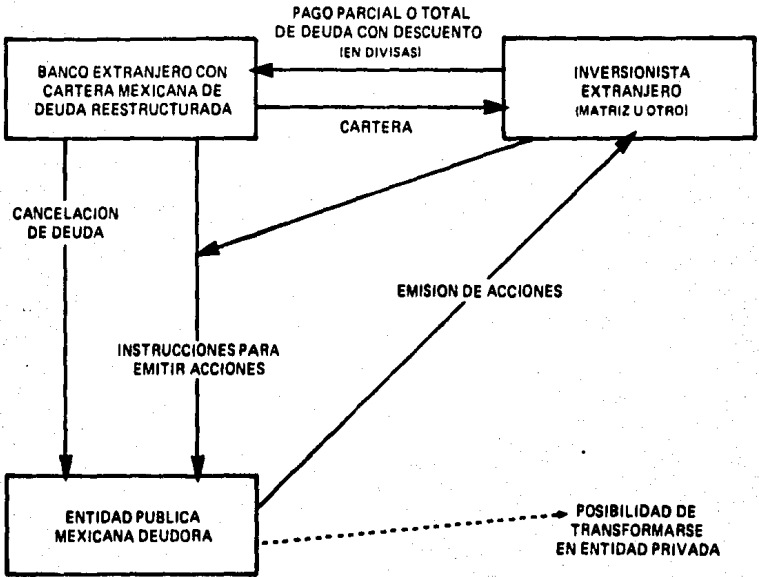 PAGO PARCIAL O TOTAL
DE DEUDA CON DESCUENTO
(EN DIVISAS)
BANCO EXTRANJERO CON
CARTERA MEXICANA DE
DEUDA REESTRUCTURADA
INVERSIONISTA
EXTRANJERO
(MATRIZ U OTRO)
CARTERA
CANCELACION
DE DEUDA
EMISION DE ACCIONES
INSTRUCCIONES PARA
EMITIR ACCIONES
ENTIDAD PUBLICA
MEXICANA DEUDORA
POSIBILIDAD DE
TRANSFORMARSE
EN ENTIDAD PRIVADA